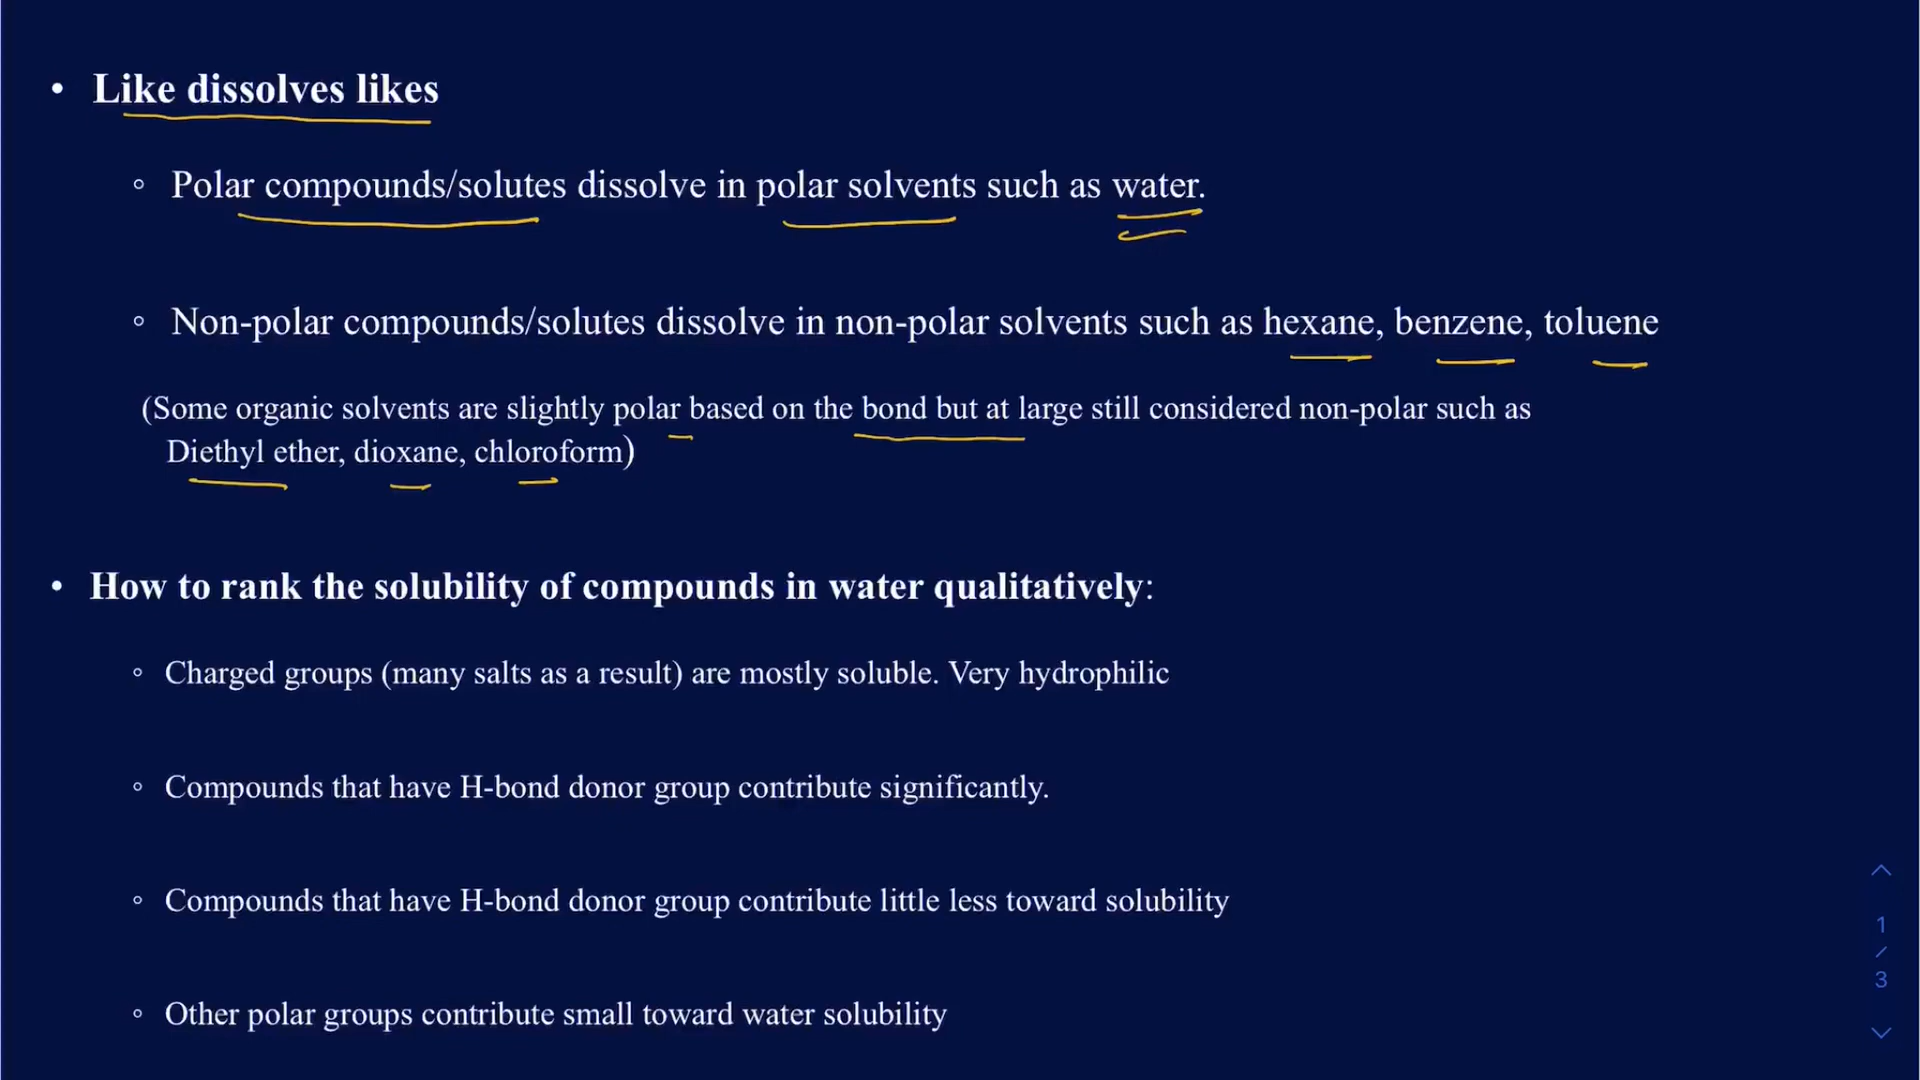 • Like dissolves likes
◦ Polar compounds/solutes dissolve in polar solvents such as water.
◦ Non-polar compounds/solutes dissolve in non-polar solvents such as hexane, benzene, toluene
(Some organic solvents are slightly polar based on the bond but at large still considered non-polar such as
Diethyl ether, dioxane, chloroform)
• How to rank the solubility of compounds in water qualitatively:
◦ Charged groups (many salts as a result) are mostly soluble. Very hydrophilic
◦ Compounds that have H-bond donor group contribute significantly.
◦ Compounds that have H-bond donor group contribute little less toward solubility
◦ Other polar groups contribute small toward water solubility
1
/
3